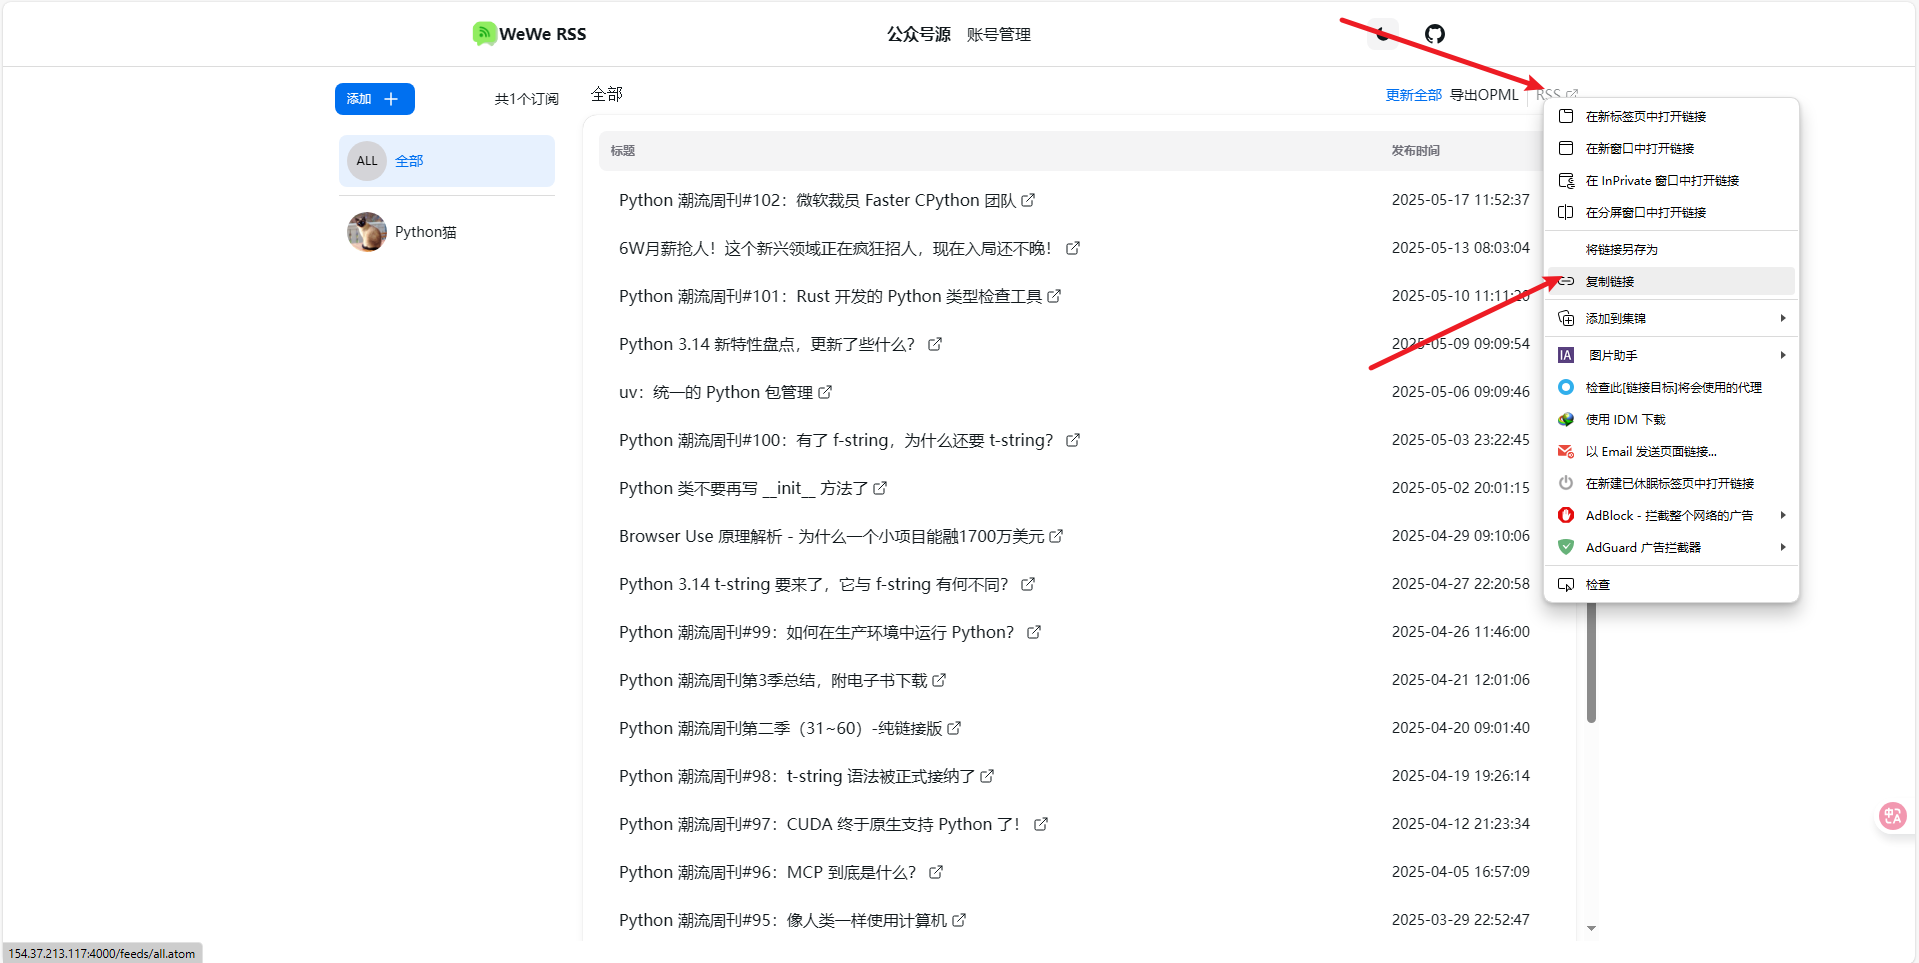 WeWe RSS
公众号源 账号管理
添加
共1个订阅
ALL 全部
Python猫
全部
更新全部 导出OPML RSS
标题 发布时间
Python 潮流周刊#102：微软裁员 Faster CPython 团队 2025-05-17 11:52:37
6W月薪抢人！这个新兴领域正在疯狂招人，现在入局还不晚！ 2025-05-13 08:03:04
Python 潮流周刊#101：Rust 开发的 Python 类型检查工具 2025-05-10 11:11:20
Python 3.14 新特性盘点，更新了些什么？ 2025-05-09 09:09:54
uv：统一的 Python 包管理 2025-05-06 09:09:46
Python 潮流周刊#100：有了 f-string，为什么还要 t-string？ 2025-05-03 23:22:45
Python 类不要再写 __init__ 方法了 2025-05-02 20:01:15
Browser Use 原理解析 - 为什么一个小项目能融1700万美元 2025-04-29 09:10:06
Python 3.14 t-string 要来了，它与 f-string 有何不同？ 2025-04-27 22:20:58
Python 潮流周刊#99：如何在生产环境中运行 Python？ 2025-04-26 11:46:00
Python 潮流周刊第3季总结，附电子书下载 2025-04-21 12:01:06
Python 潮流周刊第二季（31~60）-纯链接版 2025-04-20 09:01:40
Python 潮流周刊#98：t-string 语法被正式接纳了 2025-04-19 19:26:14
Python 潮流周刊#97：CUDA 终于原生支持 Python 了！ 2025-04-12 21:23:34
Python 潮流周刊#96：MCP 到底是什么？ 2025-04-05 16:57:09
Python 潮流周刊#95：像人类一样使用计算机 2025-03-29 22:52:47
在新标签页中打开链接
在新窗口中打开链接
在 InPrivate 窗口中打开链接
在分屏窗口中打开链接
将链接另存为
复制链接
添加到集锦
IA 图片助手
检查此[链接目标]将会使用的代理
使用 IDM 下载
以 Email 发送页面链接...
在新建已休眠标签页中打开链接
AdBlock - 拦截整个网络的广告
AdGuard 广告拦截器
检查
154.37.213.117:4000/feeds/all.atom